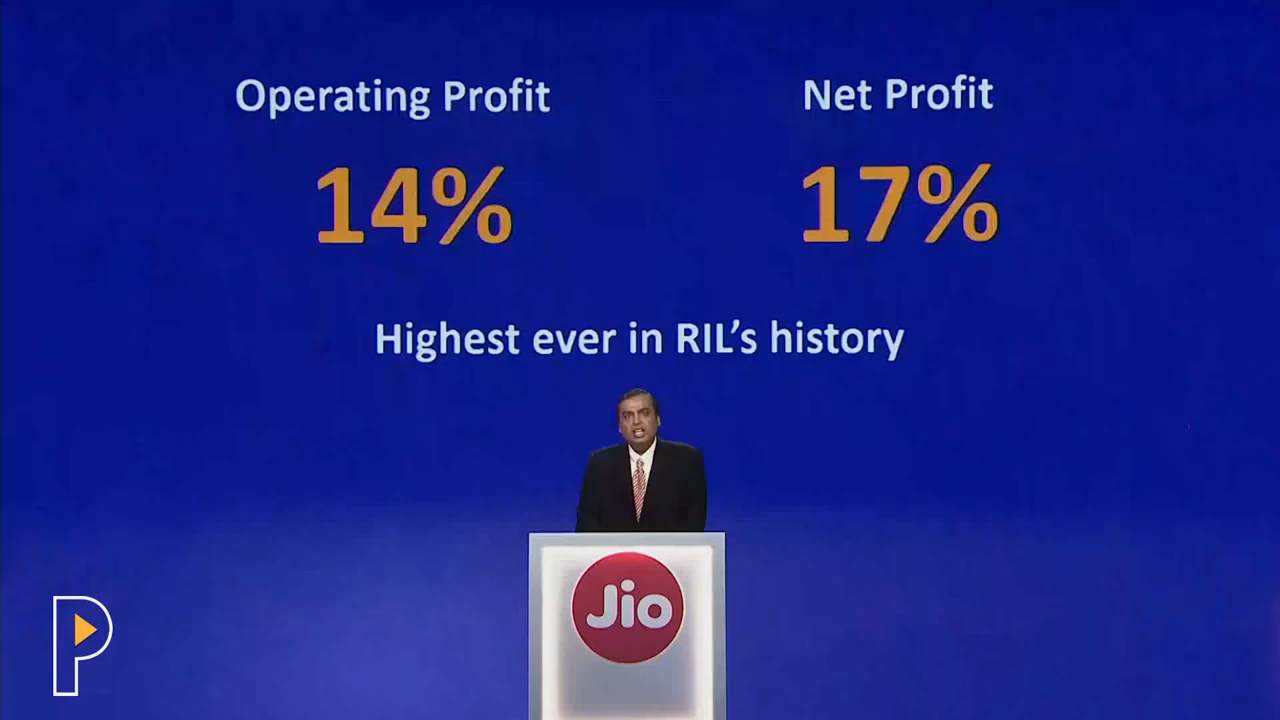 Operating Profit Net Profit
14% 17%
Highest ever in RIL's history
Jio
P